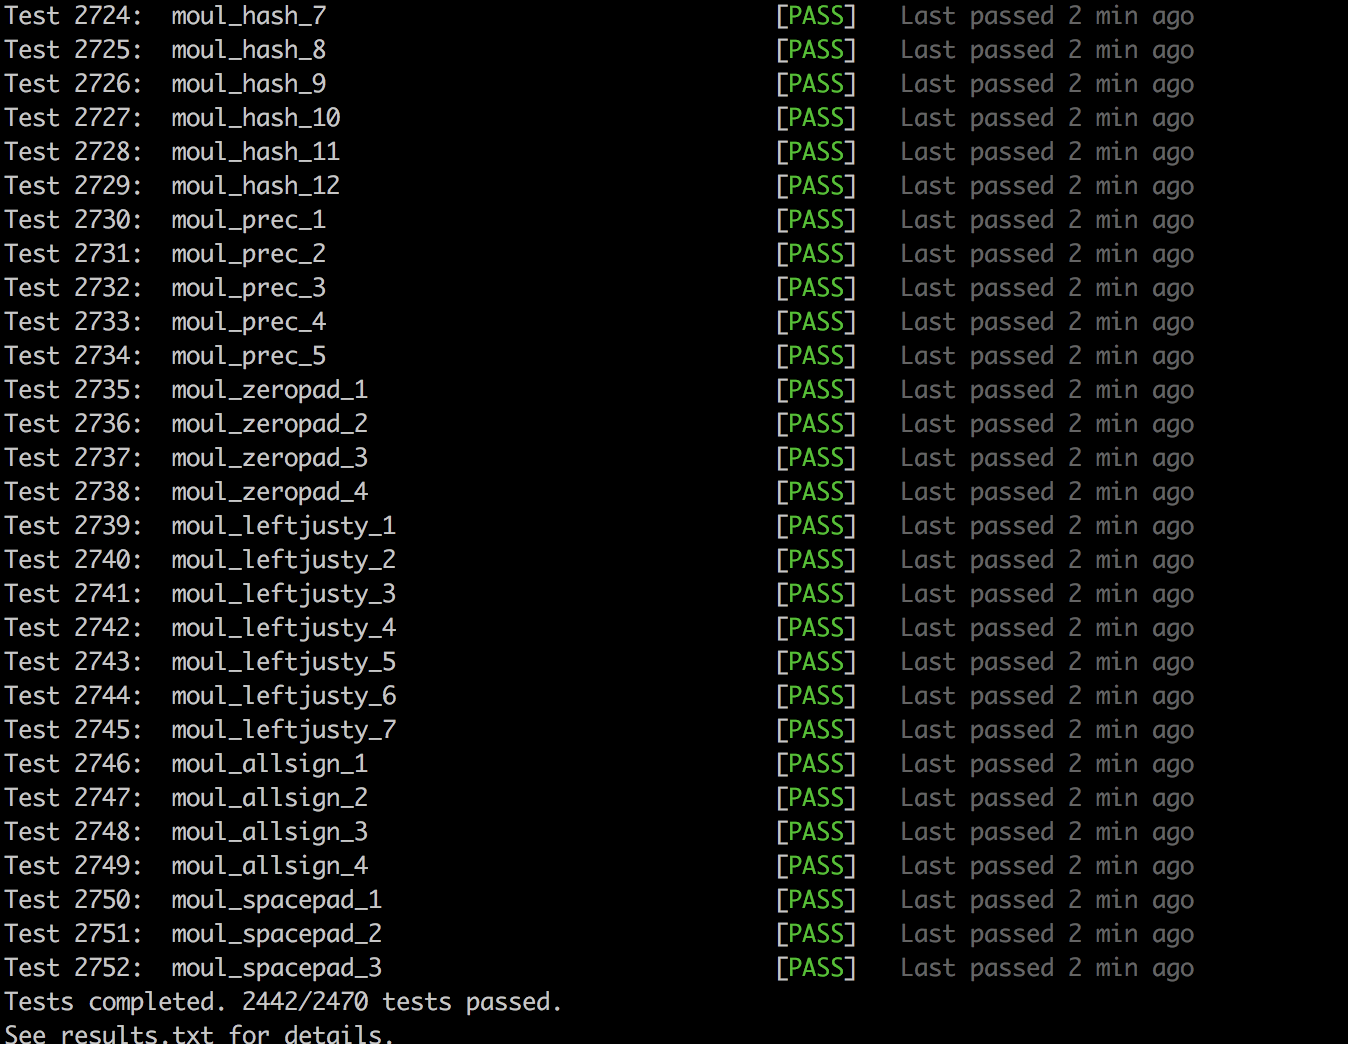 Test 2724: moul_hash_7 [PASS] Last passed 2 min ago
Test 2725: moul_hash_8 [PASS] Last passed 2 min ago
Test 2726: moul_hash_9 [PASS] Last passed 2 min ago
Test 2727: moul_hash_10 [PASS] Last passed 2 min ago
Test 2728: moul_hash_11 [PASS] Last passed 2 min ago
Test 2729: moul_hash_12 [PASS] Last passed 2 min ago
Test 2730: moul_prec_1 [PASS] Last passed 2 min ago
Test 2731: moul_prec_2 [PASS] Last passed 2 min ago
Test 2732: moul_prec_3 [PASS] Last passed 2 min ago
Test 2733: moul_prec_4 [PASS] Last passed 2 min ago
Test 2734: moul_prec_5 [PASS] Last passed 2 min ago
Test 2735: moul_zeropad_1 [PASS] Last passed 2 min ago
Test 2736: moul_zeropad_2 [PASS] Last passed 2 min ago
Test 2737: moul_zeropad_3 [PASS] Last passed 2 min ago
Test 2738: moul_zeropad_4 [PASS] Last passed 2 min ago
Test 2739: moul_leftjusty_1 [PASS] Last passed 2 min ago
Test 2740: moul_leftjusty_2 [PASS] Last passed 2 min ago
Test 2741: moul_leftjusty_3 [PASS] Last passed 2 min ago
Test 2742: moul_leftjusty_4 [PASS] Last passed 2 min ago
Test 2743: moul_leftjusty_5 [PASS] Last passed 2 min ago
Test 2744: moul_leftjusty_6 [PASS] Last passed 2 min ago
Test 2745: moul_leftjusty_7 [PASS] Last passed 2 min ago
Test 2746: moul_allsign_1 [PASS] Last passed 2 min ago
Test 2747: moul_allsign_2 [PASS] Last passed 2 min ago
Test 2748: moul_allsign_3 [PASS] Last passed 2 min ago
Test 2749: moul_allsign_4 [PASS] Last passed 2 min ago
Test 2750: moul_spacepad_1 [PASS] Last passed 2 min ago
Test 2751: moul_spacepad_2 [PASS] Last passed 2 min ago
Test 2752: moul_spacepad_3 [PASS] Last passed 2 min ago
Tests completed. 2442/2470 tests passed.
See results.txt for details.